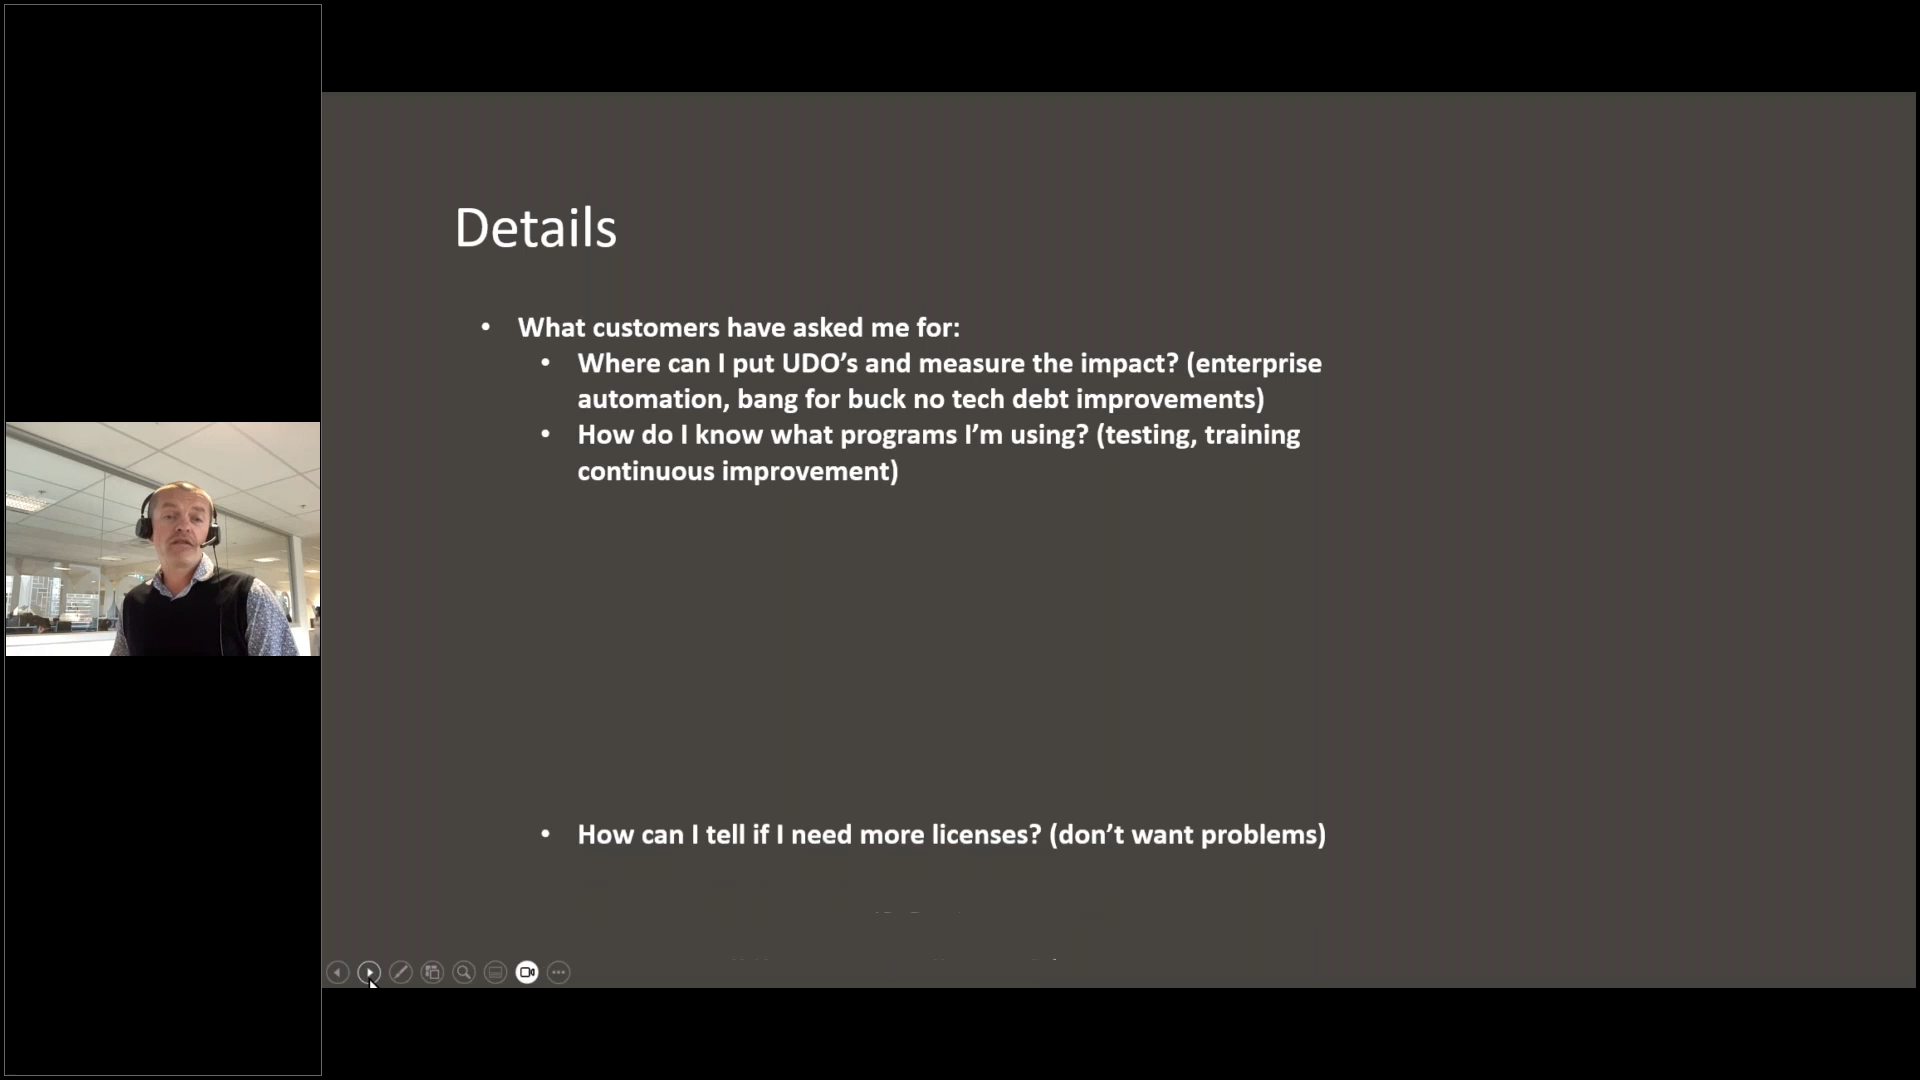 Details
• What customers have asked me for:
• Where can I put UDO’s and measure the impact? (enterprise
automation, bang for buck no tech debt improvements)
• How do I know what programs I’m using? (testing, training
continuous improvement)
• How can I tell if I need more licenses? (don’t want problems)